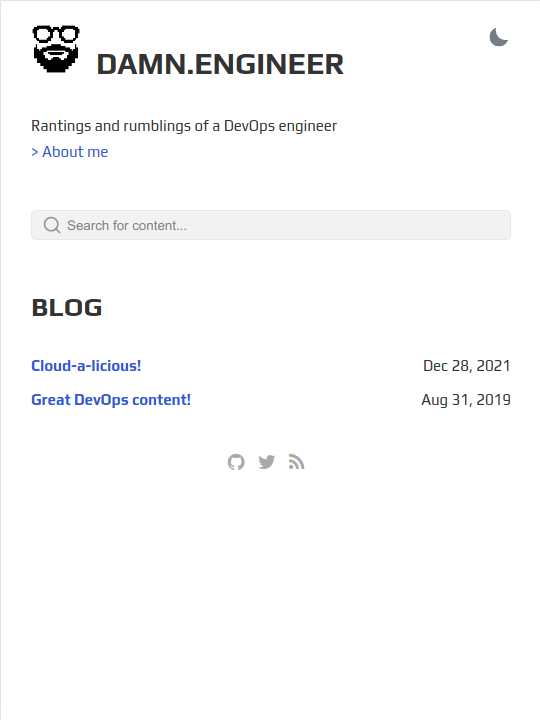 DAMN.ENGINEER
Rantings and rumblings of a DevOps engineer
> About me
Search for content...
BLOG
Cloud-a-licious! Dec 28, 2021
Great DevOps content! Aug 31, 2019